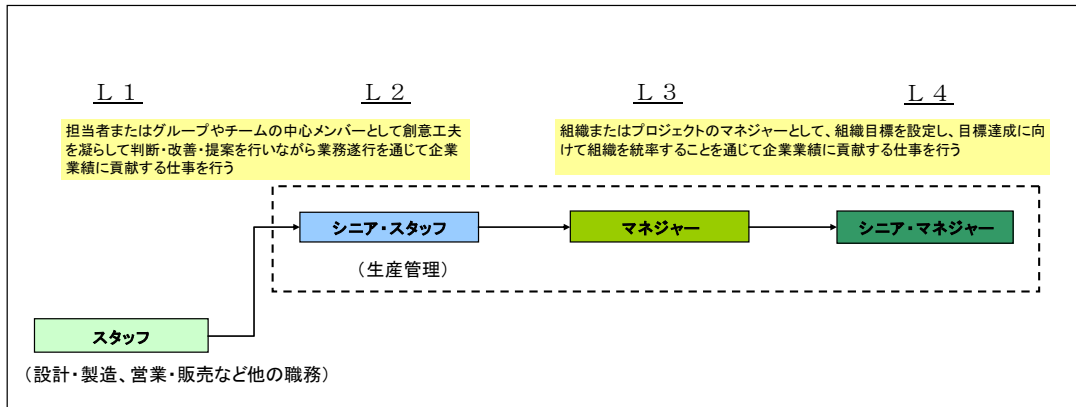 Ｌ１
Ｌ２
Ｌ３
Ｌ４
担当者またはグループやチームの中心メンバーとして創意工夫
を凝らして判断・改善・提案を行いながら業務遂行を通じて企業
業績に貢献する仕事を行う
組織またはプロジェクトのマネジャーとして、組織目標を設定し、目標達成に向
けて組織を統率することを通じて企業業績に貢献する仕事を行う
シニア・スタッフ
マネジャー
シニア・マネジャー
（生産管理）
スタッフ
（設計・製造、営業・販売など他の職務）